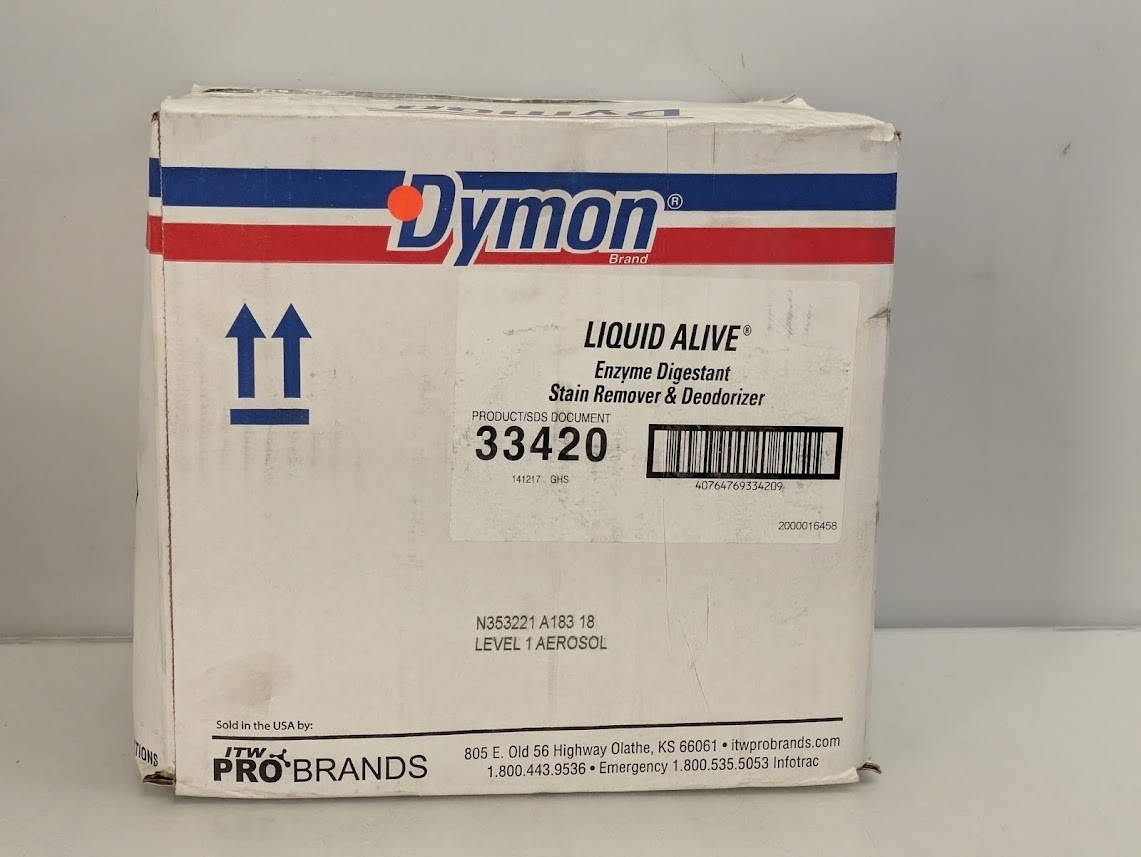 Dymon
Dymon®
Brand
LIQUID ALIVE®
Enzyme Digestant
Stain Remover & Deodorizer
PRODUCT/SDS DOCUMENT
33420
141217 GHS
40764769334209
2000016458
N353221 A183 18
LEVEL 1 AEROSOL
Sold in the USA by:
ITW
PRO BRANDS
805 E. Old 56 Highway Olathe, KS 66061 • itwprobrands.com
1.800.443.9536 • Emergency 1.800.535.5053 Infotrac
TIONS